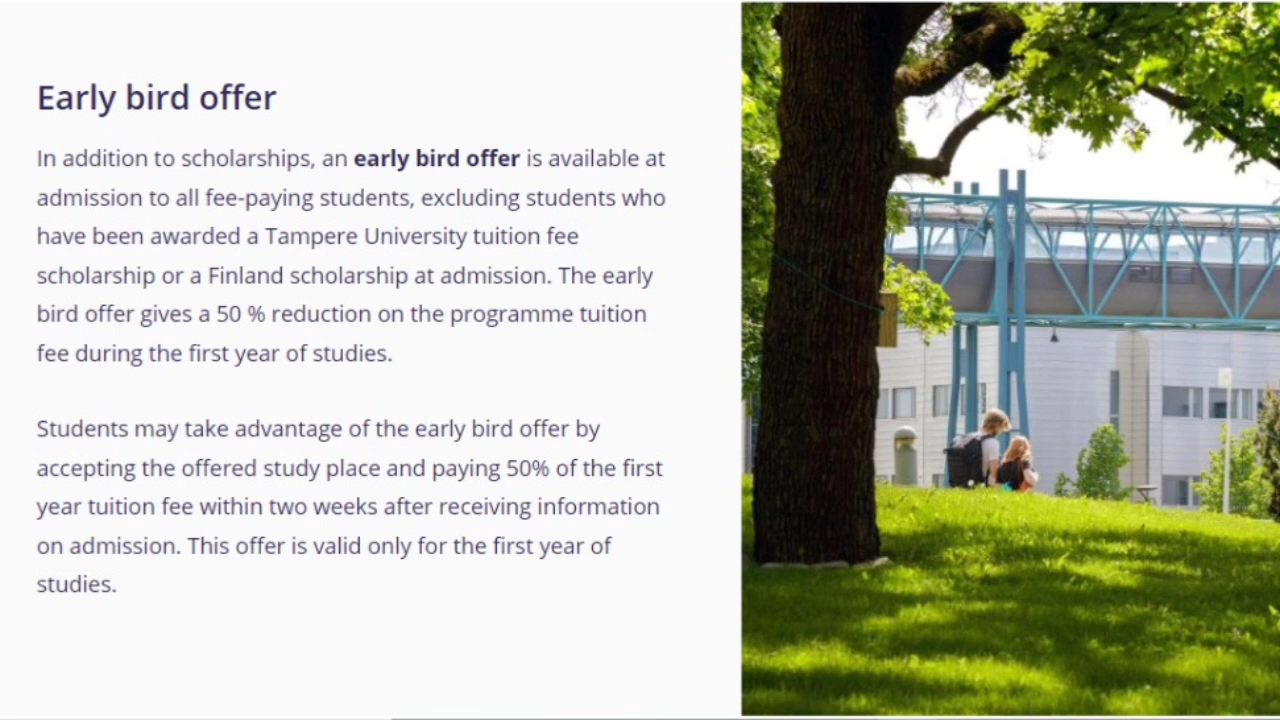 Early bird offer
In addition to scholarships, an early bird offer is available at
admission to all fee-paying students, excluding students who
have been awarded a Tampere University tuition fee
scholarship or a Finland scholarship at admission. The early
bird offer gives a 50 % reduction on the programme tuition
fee during the first year of studies.
Students may take advantage of the early bird offer by
accepting the offered study place and paying 50% of the first
year tuition fee within two weeks after receiving information
on admission. This offer is valid only for the first year of
studies.